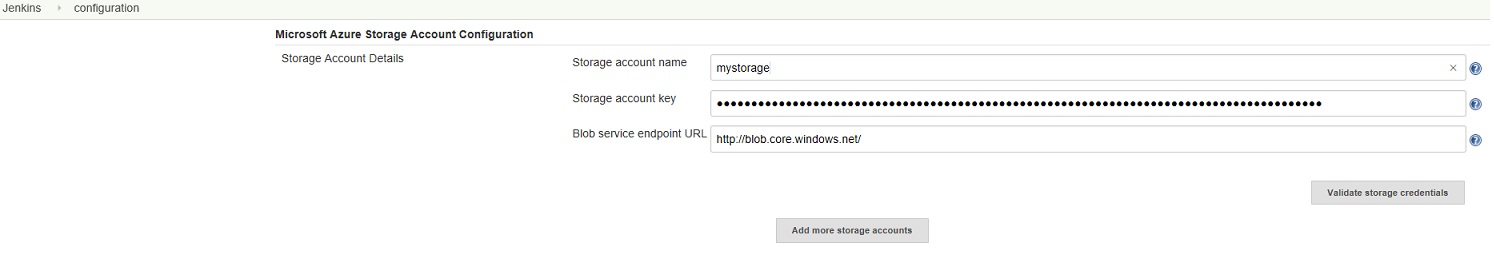 Jenkins configuration
Microsoft Azure Storage Account Configuration
Storage Account Details
Storage account name mystorage
Storage account key ●●●●●●●●●●●●●●●●●●●●●●●●●●●●●●●●●●●●●●●●●●●●●●●●●●●●●●●●●●●●●●●●●●●●●●●●●●●●●●●●●●●●●●●●
Blob service endpoint URL http://blob.core.windows.net/
Validate storage credentials
Add more storage accounts